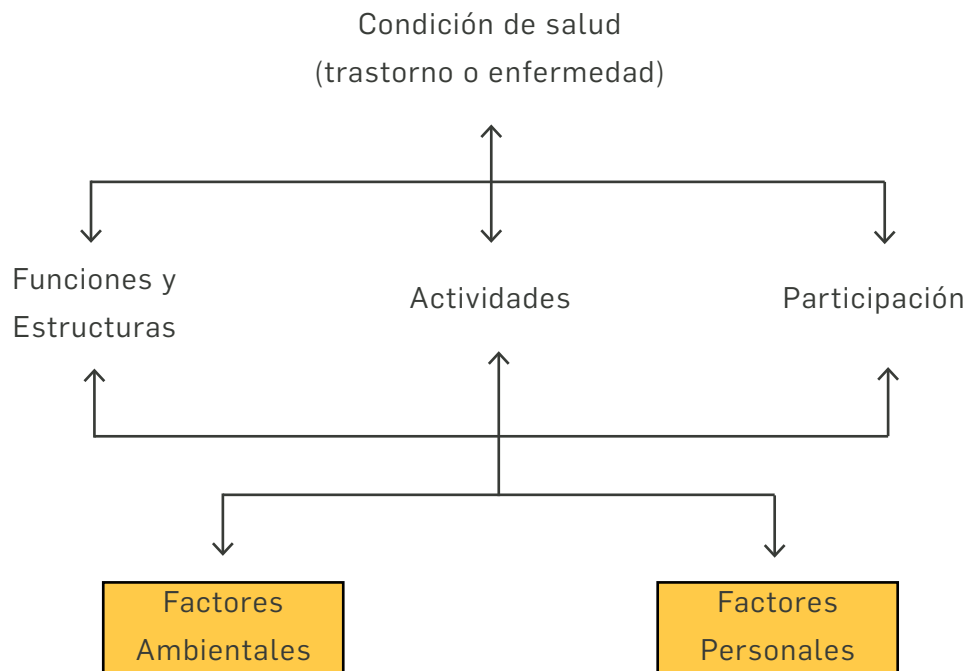 Condición de salud
(trastorno o enfermedad)
Funciones y
Estructuras
Actividades
Participación
Factores
Ambientales
Factores
Personales